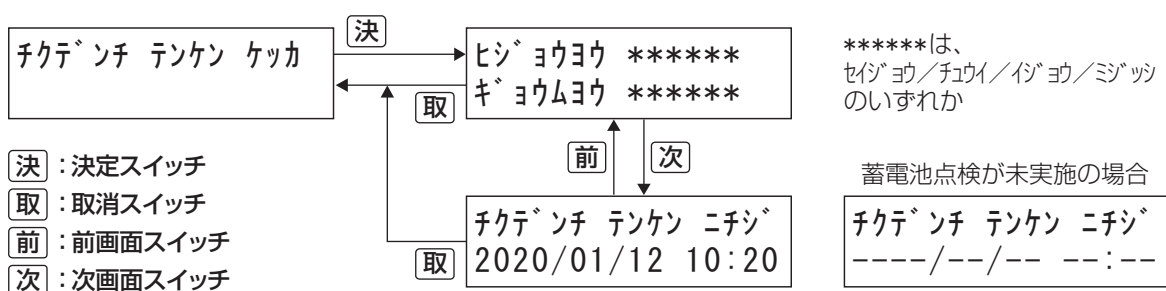 チクデンチ テンケン ケッカ
決
ヒジョウヨウ ******
ギョウムヨウ ******
取
******は、
セイジョウ／チュウイ／イジョウ／ミジッシ
のいずれか
前
次
決：決定スイッチ
取：取消スイッチ
前：前画面スイッチ
次：次画面スイッチ
チクデンチ テンケン ニチジ
2020/01/12 10:20
取
蓄電池点検が未実施の場合
チクデンチ テンケン ニチジ
----/--/-- --:--